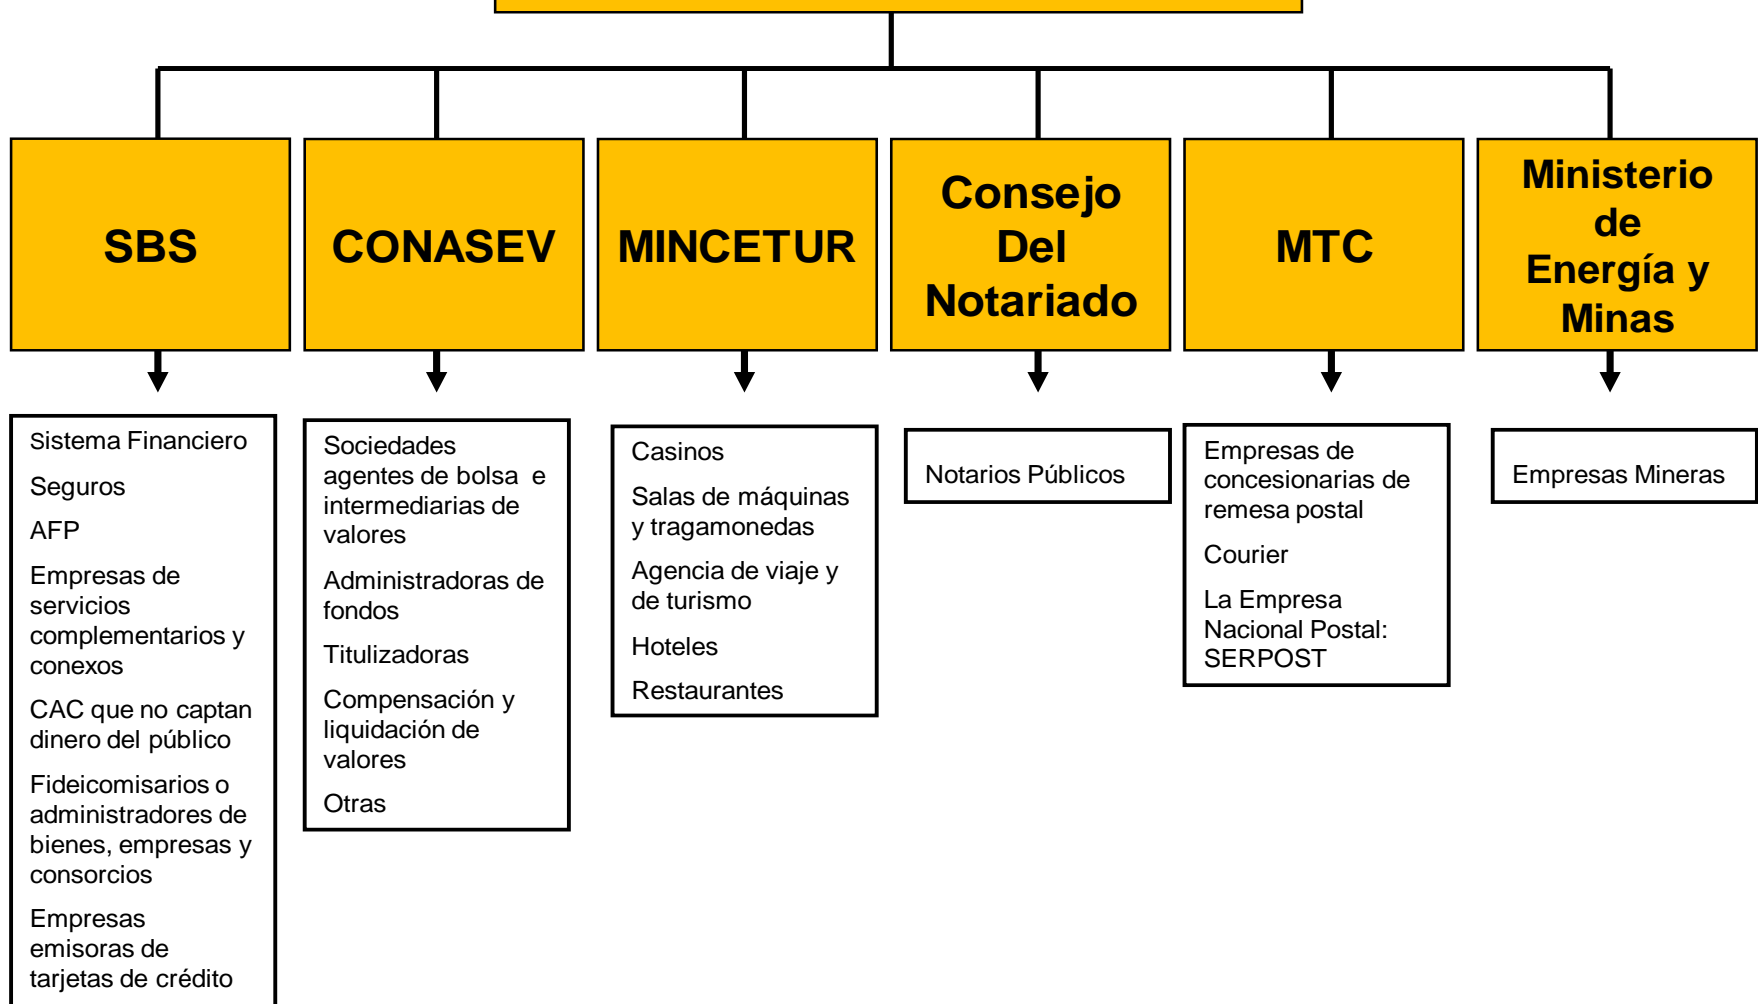 SBS
CONASEV
MINCETUR
Consejo
Del
Notariado
MTC
Ministerio
de
Energía y
Minas
Sistema Financiero
Seguros
AFP
Empresas de
servicios
complementarios y
conexos
CAC que no captan
dinero del público
Fideicomisarios o
administradores de
bienes, empresas y
consorcios
Empresas
emisoras de
tarjetas de crédito
Sociedades
agentes de bolsa e
intermediarias de
valores
Administradoras de
fondos
Titulizadoras
Compensación y
liquidación de
valores
Otras
Casinos
Salas de máquinas
y tragamonedas
Agencia de viaje y
de turismo
Hoteles
Restaurantes
Notarios Públicos
Empresas de
concesionarias de
remesa postal
Courier
La Empresa
Nacional Postal:
SERPOST
Empresas Mineras